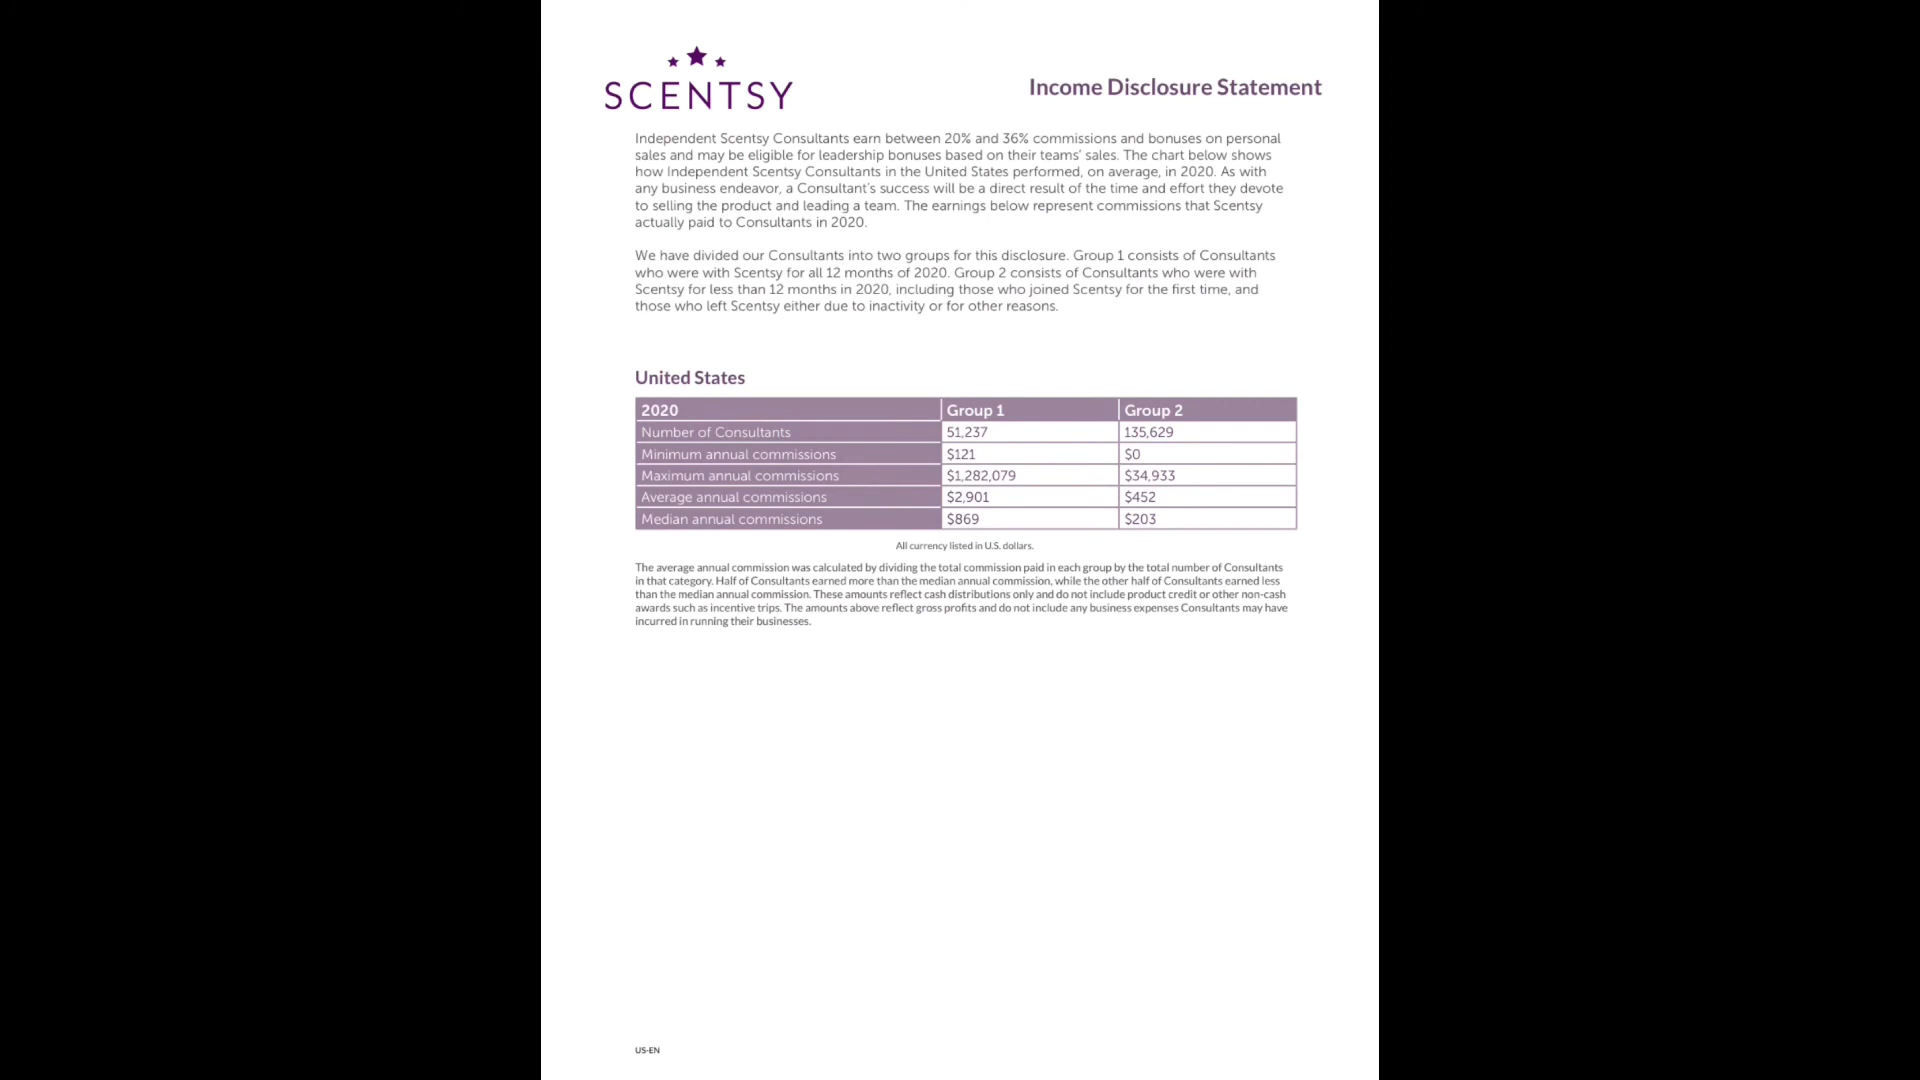 SCENTSY
Income Disclosure Statement
Independent Scentsy Consultants earn between 20% and 36% commissions and bonuses on personal
sales and may be eligible for leadership bonuses based on their teams’ sales. The chart below shows
how Independent Scentsy Consultants in the United States performed, on average, in 2020. As with
any business endeavor, a Consultant’s success will be a direct result of the time and effort they devote
to selling the product and leading a team. The earnings below represent commissions that Scentsy
actually paid to Consultants in 2020.
We have divided our Consultants into two groups for this disclosure. Group 1 consists of Consultants
who were with Scentsy for all 12 months of 2020. Group 2 consists of Consultants who were with
Scentsy for less than 12 months in 2020, including those who joined Scentsy for the first time, and
those who left Scentsy either due to inactivity or for other reasons.
United States
2020 Group 1 Group 2
Number of Consultants 51,237 135,629
Minimum annual commissions $121 $0
Maximum annual commissions $1,282,079 $34,933
Average annual commissions $2,901 $452
Median annual commissions $869 $203
All currency listed in U.S. dollars.
The average annual commission was calculated by dividing the total commission paid in each group by the total number of Consultants
in that category. Half of Consultants earned more than the median annual commission, while the other half of Consultants earned less
than the median annual commission. These amounts reflect cash distributions only and do not include product credit or other non-cash
awards such as incentive trips. The amounts above reflect gross profits and do not include any business expenses Consultants may have
incurred in running their businesses.
US-EN